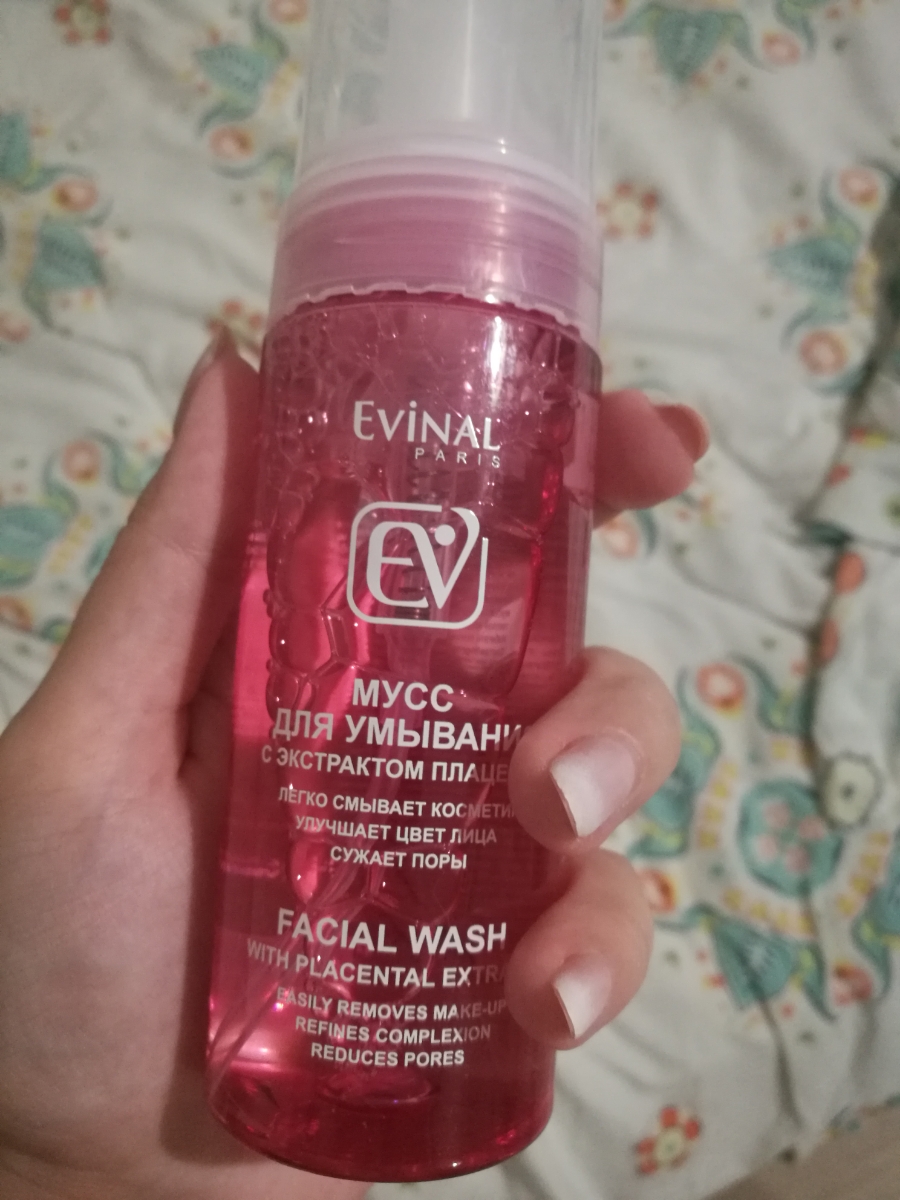 EviNAL
PARIS
EV
МУСС
ДЛЯ УМЫВАНИ
С ЭКСТРАКТОМ ПЛАЦЕ
ЛЕГКО СМЫВАЕТ КОСМЕТИ
УЛУЧШАЕТ ЦВЕТ ЛИЦА
СУЖАЕТ ПОРЫ
FACIAL WASH
WITH PLACENTAL EXTRA
EASILY REMOVES MAKE-UP
REFINES COMPLEXION
REDUCES PORES